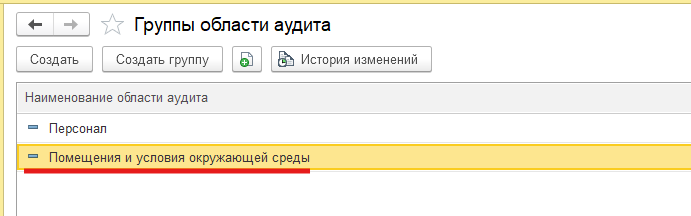 Группы области аудита
Создать Создать группу История изменений
Наименование области аудита
Персонал
Помещения и условия окружающей среды